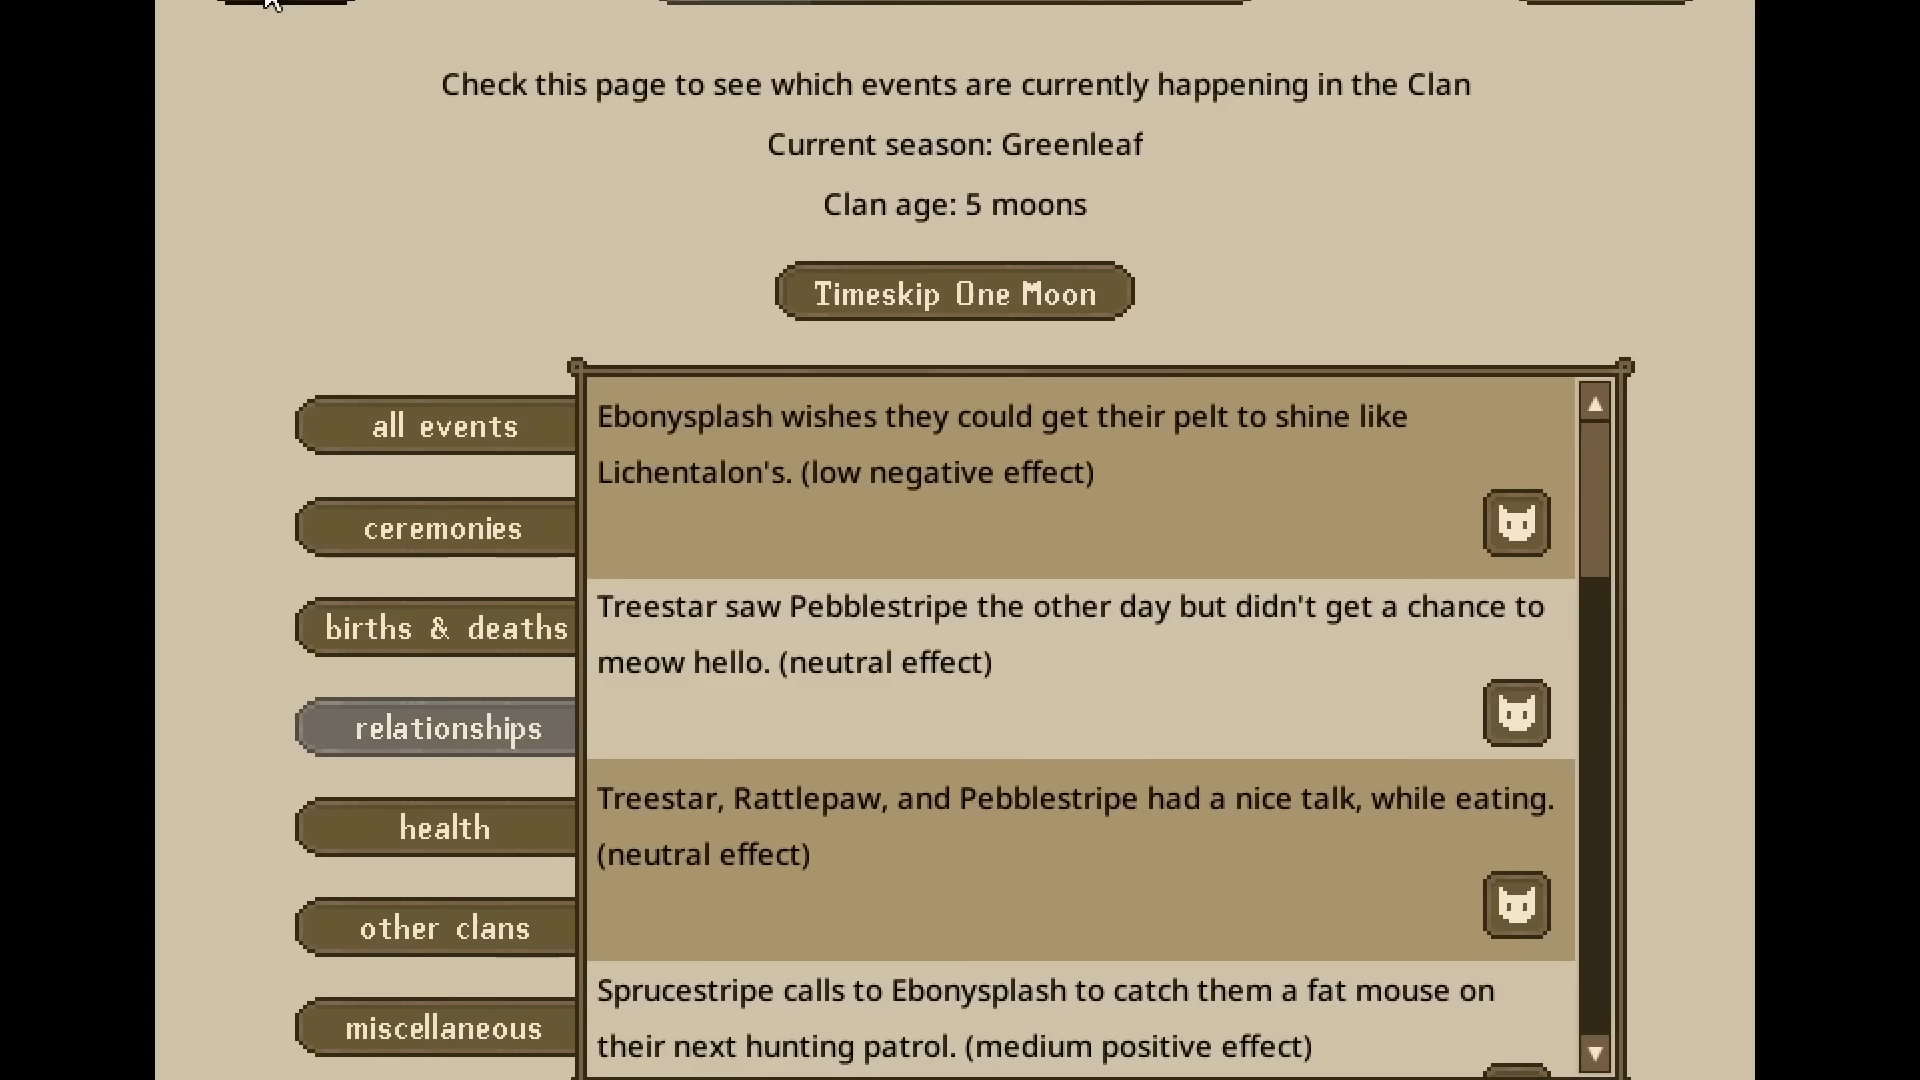 Check this page to see which events are currently happening in the Clan
Current season: Greenleaf
Clan age: 5 moons
Timeskip One Moon
all events
ceremonies
births & deaths
relationships
health
other clans
miscellaneous
Ebonysplash wishes they could get their pelt to shine like
Lichentalon's. (low negative effect)
Treestar saw Pebblestripe the other day but didn't get a chance to
meow hello. (neutral effect)
Treestar, Rattlepaw, and Pebblestripe had a nice talk, while eating.
(neutral effect)
Sprucestripe calls to Ebonysplash to catch them a fat mouse on
their next hunting patrol. (medium positive effect)